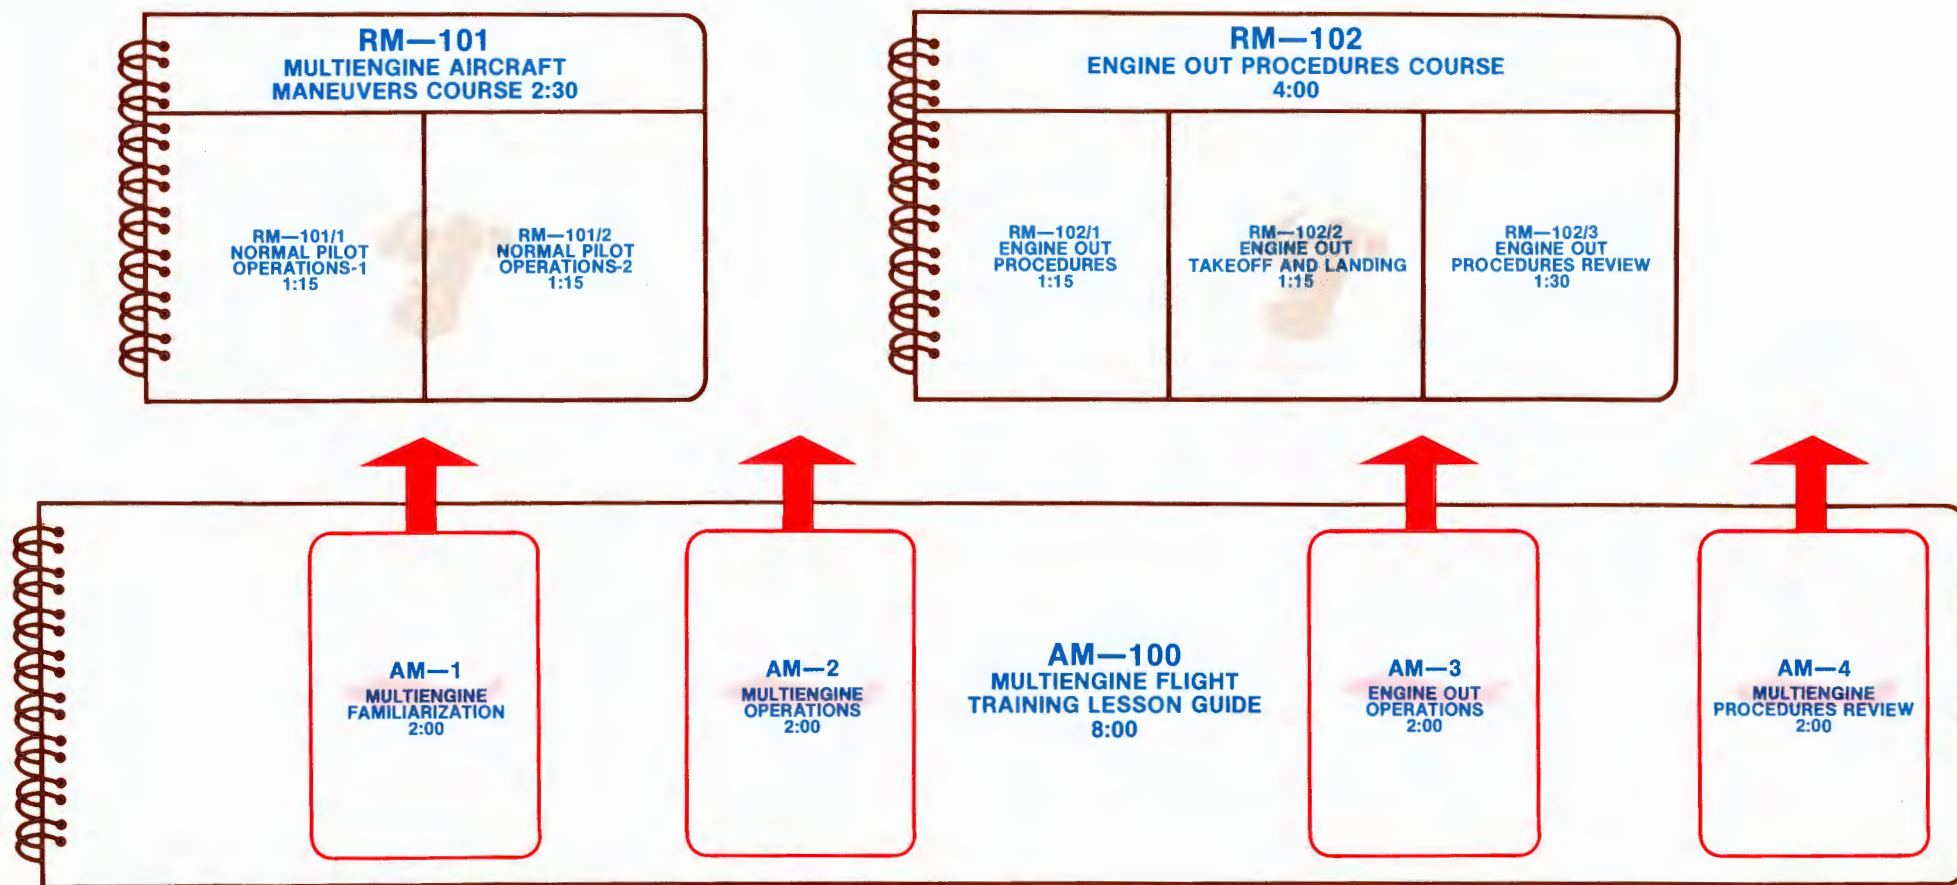 RM—101
MULTIENGINE AIRCRAFT
MANEUVERS COURSE 2:30
RM—101/1
NORMAL PILOT
OPERATIONS-1
1:15
RM—101/2
NORMAL PILOT
OPERATIONS-2
1:15
RM—102
ENGINE OUT PROCEDURES COURSE
4:00
RM—102/1
ENGINE OUT
PROCEDURES
1:15
RM—102/2
ENGINE OUT
TAKEOFF AND LANDING
1:15
RM—102/3
ENGINE OUT
PROCEDURES REVIEW
1:30
AM—1
MULTIENGINE
FAMILIARIZATION
2:00
AM—2
MULTIENGINE
OPERATIONS
2:00
AM—100
MULTIENGINE FLIGHT
TRAINING LESSON GUIDE
8:00
AM—3
ENGINE OUT
OPERATIONS
2:00
AM—4
MULTIENGINE
PROCEDURES REVIEW
2:00